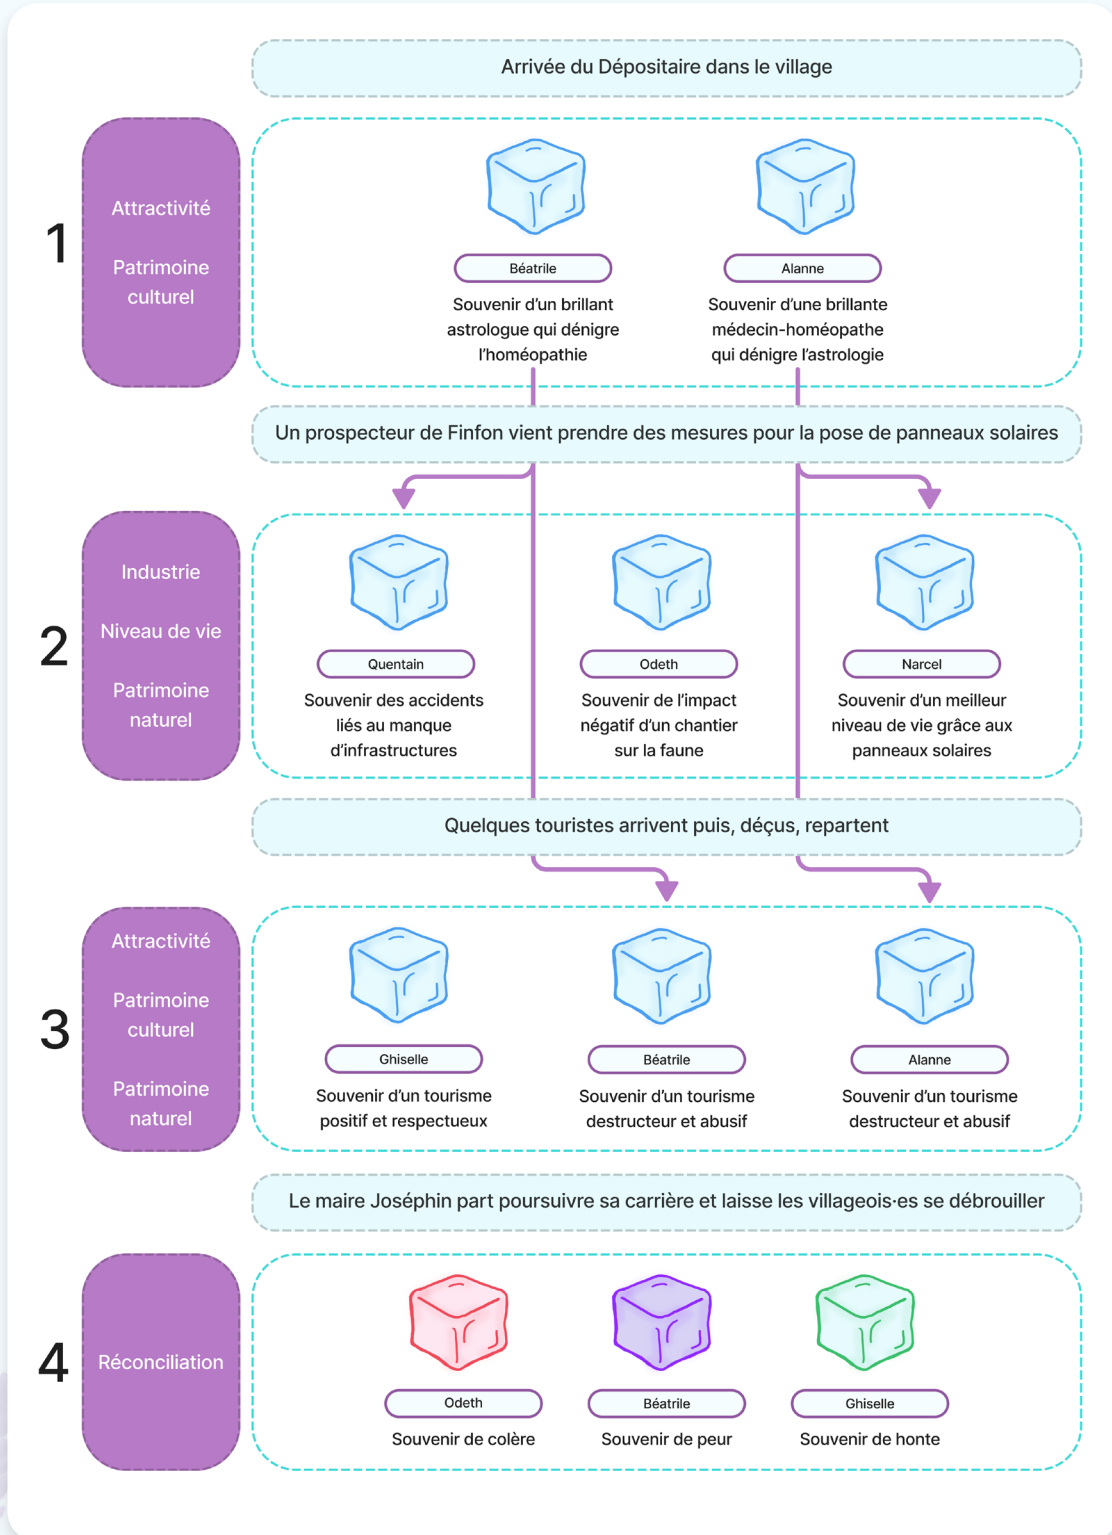 Arrivée du Dépositaire dans le village
1
Attractivité
Patrimoine
culturel
Béatrile
Souvenir d'un brillant
astrologue qui dénigre
l'homéopathie
Alanne
Souvenir d'une brillante
médecin-homéopathe
qui dénigre l'astrologie
Un prospecteur de Finfon vient prendre des mesures pour la pose de panneaux solaires
2
Industrie
Niveau de vie
Patrimoine
naturel
Quentain
Souvenir des accidents
liés au manque
d'infrastructures
Odeth
Souvenir de l'impact
négatif d'un chantier
sur la faune
Narcel
Souvenir d'un meilleur
niveau de vie grâce aux
panneaux solaires
Quelques touristes arrivent puis, déçus, repartent
3
Attractivité
Patrimoine
culturel
Patrimoine
naturel
Ghiselle
Souvenir d'un tourisme
positif et respectueux
Béatrile
Souvenir d'un tourisme
destructeur et abusif
Alanne
Souvenir d'un tourisme
destructeur et abusif
Le maire Joséphin part poursuivre sa carrière et laisse les villageois·es se débrouiller
4
Réconciliation
Odeth
Souvenir de colère
Béatrile
Souvenir de peur
Ghiselle
Souvenir de honte